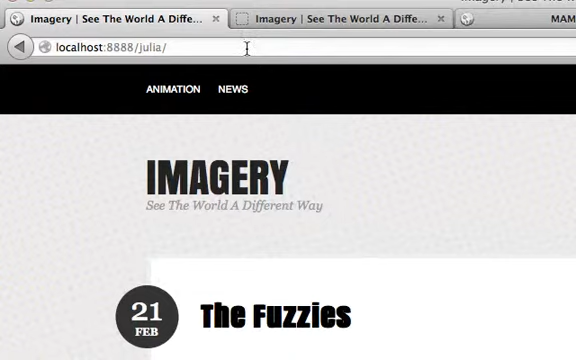 Imagery | See The World A Diffe...
Imagery | See The World A Diffe...
MAM
localhost:8888/julia/
ANIMATION NEWS
IMAGERY
See The World A Different Way
21
FEB
The Fuzzies